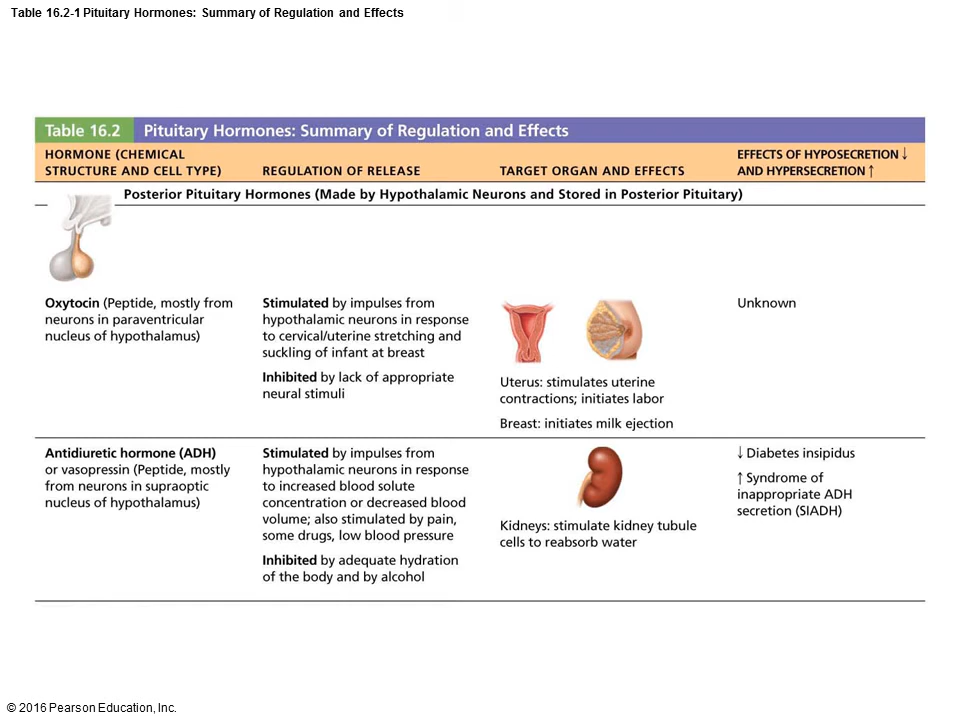 Table 16.2-1 Pituitary Hormones: Summary of Regulation and Effects
Table 16.2 Pituitary Hormones: Summary of Regulation and Effects
HORMONE (CHEMICAL
STRUCTURE AND CELL TYPE)
REGULATION OF RELEASE
TARGET ORGAN AND EFFECTS
EFFECTS OF HYPOSECRETION ↓
AND HYPERSECRETION ↑
Posterior Pituitary Hormones (Made by Hypothalamic Neurons and Stored in Posterior Pituitary)
Oxytocin (Peptide, mostly from
neurons in paraventricular
nucleus of hypothalamus)
Stimulated by impulses from
hypothalamic neurons in response
to cervical/uterine stretching and
suckling of infant at breast
Inhibited by lack of appropriate
neural stimuli
Uterus: stimulates uterine
contractions; initiates labor
Breast: initiates milk ejection
Unknown
Antidiuretic hormone (ADH)
or vasopressin (Peptide, mostly
from neurons in supraoptic
nucleus of hypothalamus)
Stimulated by impulses from
hypothalamic neurons in response
to increased blood solute
concentration or decreased blood
volume; also stimulated by pain,
some drugs, low blood pressure
Inhibited by adequate hydration
of the body and by alcohol
Kidneys: stimulate kidney tubule
cells to reabsorb water
↓ Diabetes insipidus
↑ Syndrome of
inappropriate ADH
secretion (SIADH)
© 2016 Pearson Education, Inc.